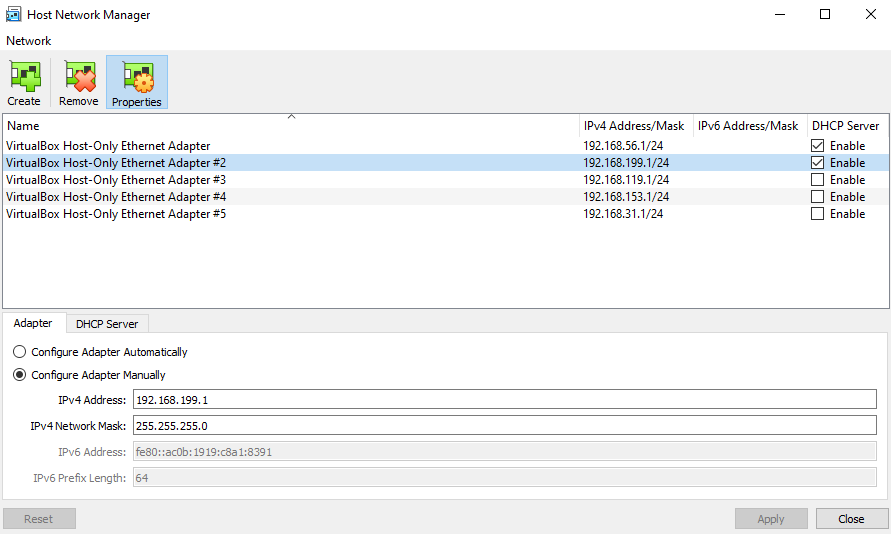 Host Network Manager
Network
Create Remove Properties
Name IPv4 Address/Mask IPv6 Address/Mask DHCP Server
VirtualBox Host-Only Ethernet Adapter 192.168.56.1/24 Enable
VirtualBox Host-Only Ethernet Adapter #2 192.168.199.1/24 Enable
VirtualBox Host-Only Ethernet Adapter #3 192.168.119.1/24 Enable
VirtualBox Host-Only Ethernet Adapter #4 192.168.153.1/24 Enable
VirtualBox Host-Only Ethernet Adapter #5 192.168.31.1/24 Enable
Adapter DHCP Server
Configure Adapter Automatically
Configure Adapter Manually
IPv4 Address: 192.168.199.1
IPv4 Network Mask: 255.255.255.0
IPv6 Address: fe80::ac0b:1919:c8a1:8391
IPv6 Prefix Length: 64
Reset Apply Close